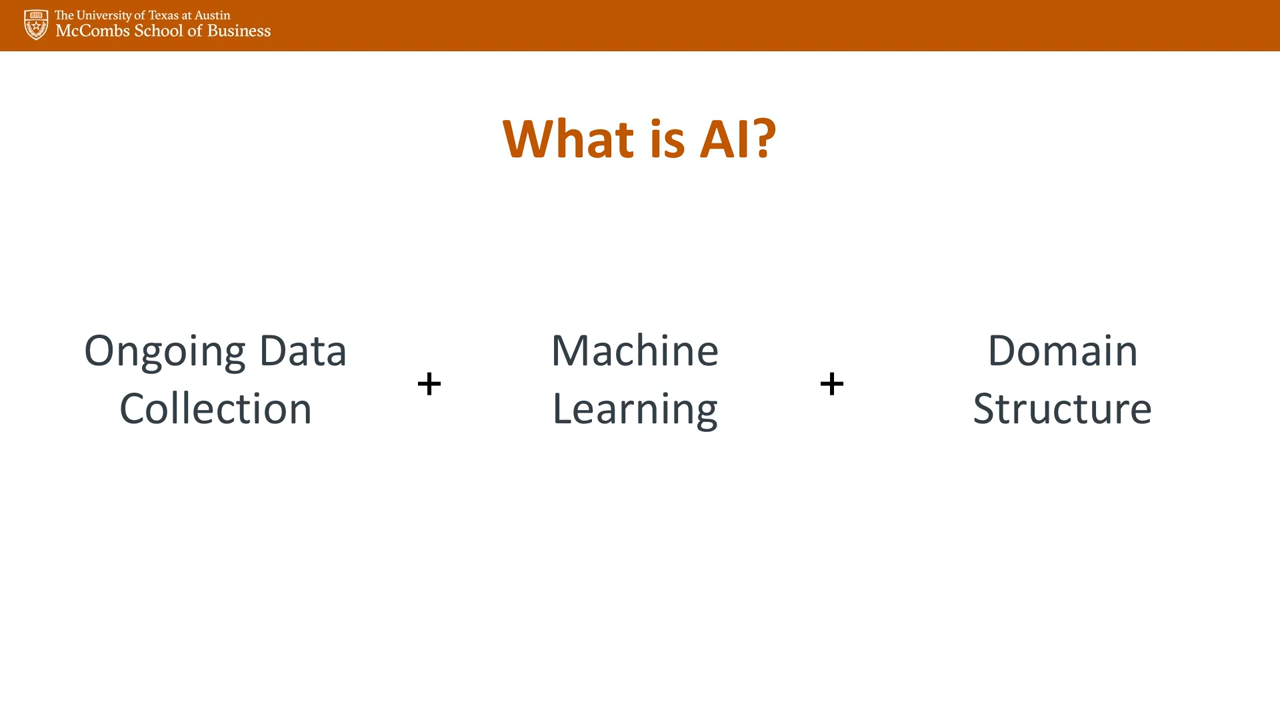 The University of Texas at Austin
McCombs School of Business
What is AI?
Ongoing Data
Collection
+
Machine
Learning
+
Domain
Structure